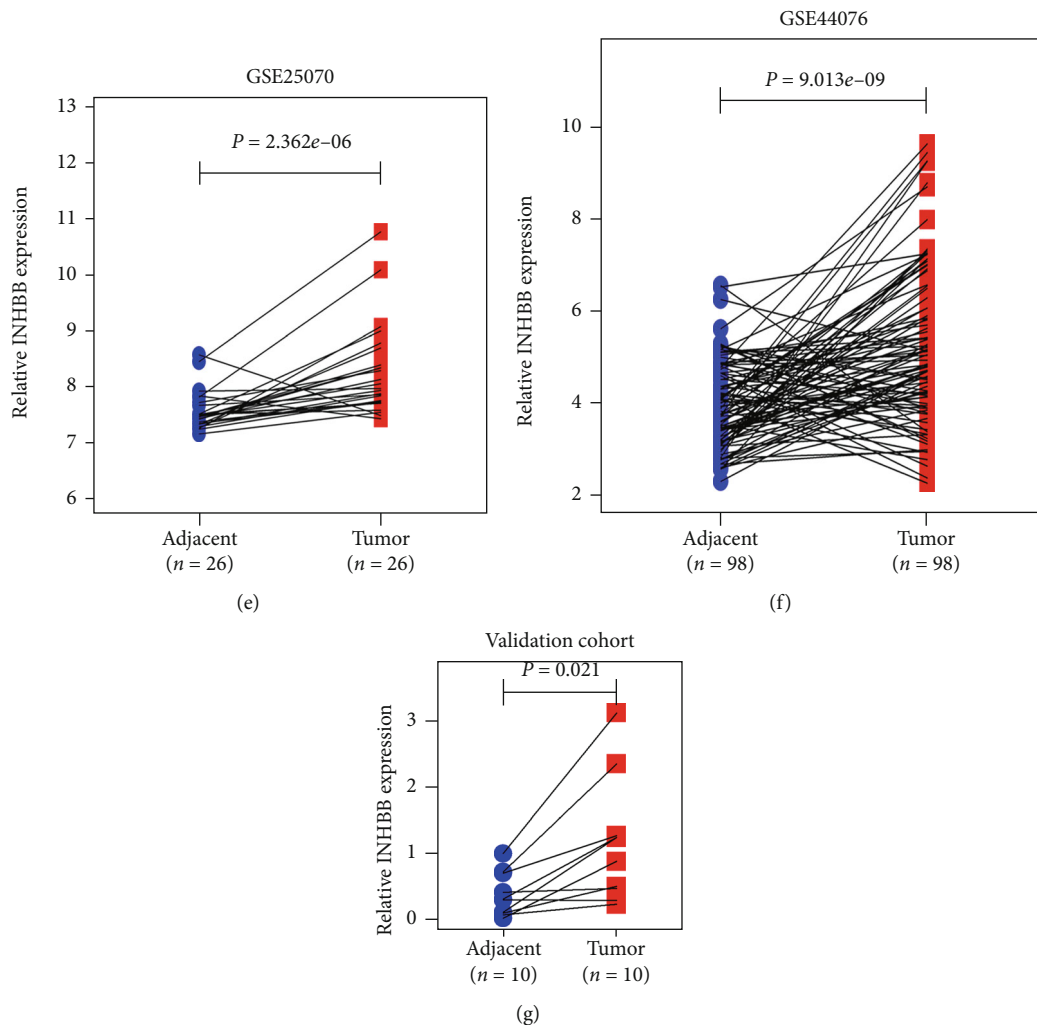 GSE25070
P = 2.362e–06
13
12
11
10
9
8
7
6
Relative INHBB expression
Adjacent
(n = 26)
Tumor
(n = 26)
(e)
GSE44076
P = 9.013e–09
10
8
6
4
2
Relative INHBB expression
Adjacent
(n = 98)
Tumor
(n = 98)
(f)
Validation cohort
P = 0.021
3
2
1
0
Relative INHBB expression
Adjacent
(n = 10)
Tumor
(n = 10)
(g)